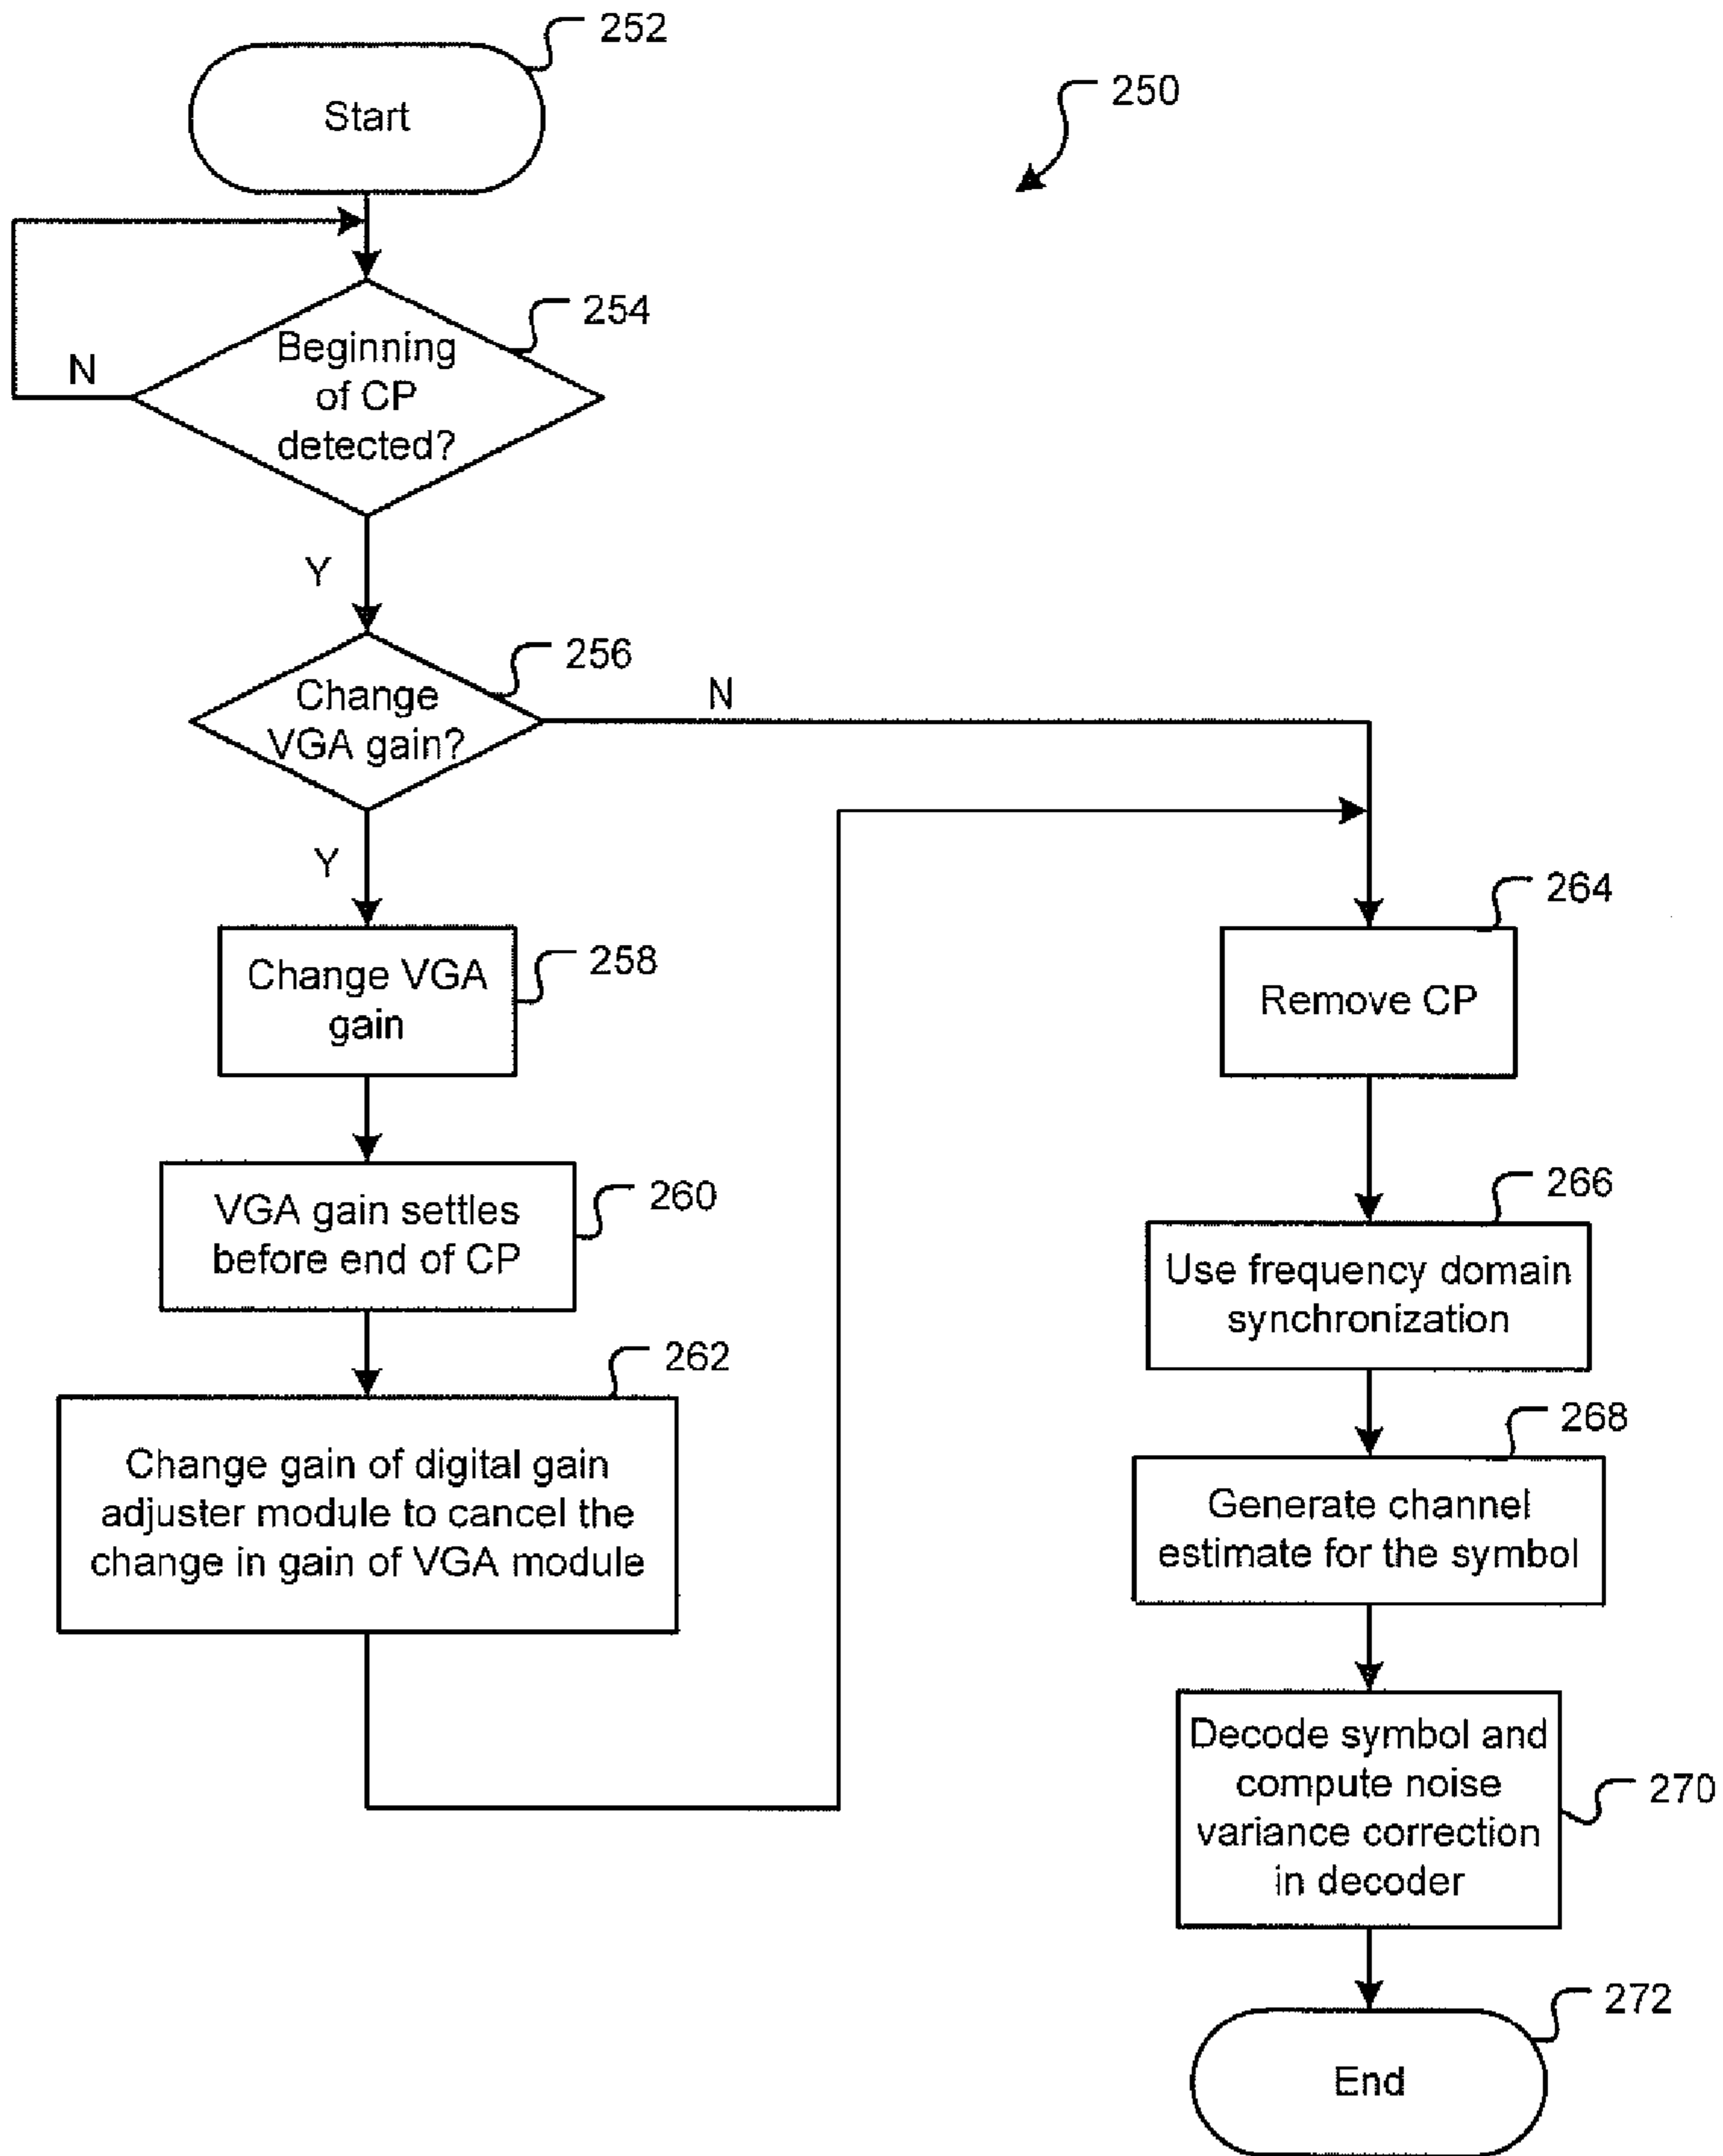 252
Start
250
254
Beginning
of CP
detected?
N
Y
256
Change
VGA gain?
N
Y
258
Change VGA
gain
260
VGA gain settles
before end of CP
262
Change gain of digital gain
adjuster module to cancel the
change in gain of VGA module
264
Remove CP
266
Use frequency domain
synchronization
268
Generate channel
estimate for the symbol
270
Decode symbol and
compute noise
variance correction
in decoder
272
End